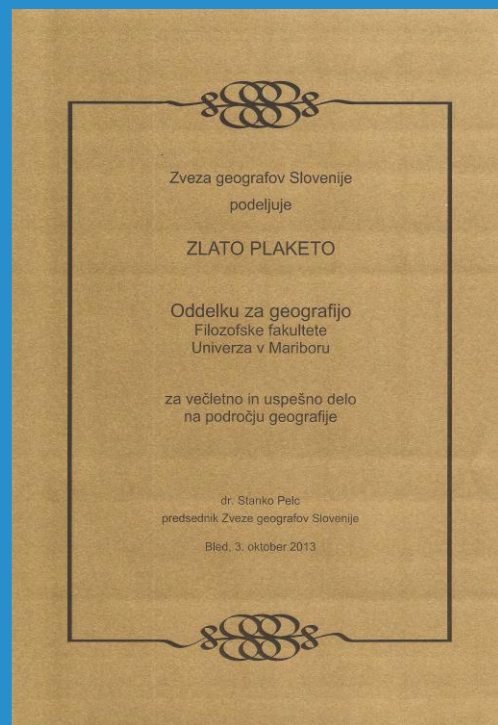 Zveza geografov Slovenije
podeljuje
ZLATO PLAKETO
Oddelku za geografijo
Filozofske fakultete
Univerza v Mariboru
za večletno in uspešno delo
na področju geografije
dr. Stanko Pelc
predsednik Zveze geografov Slovenije
Bled, 3. oktober 2013